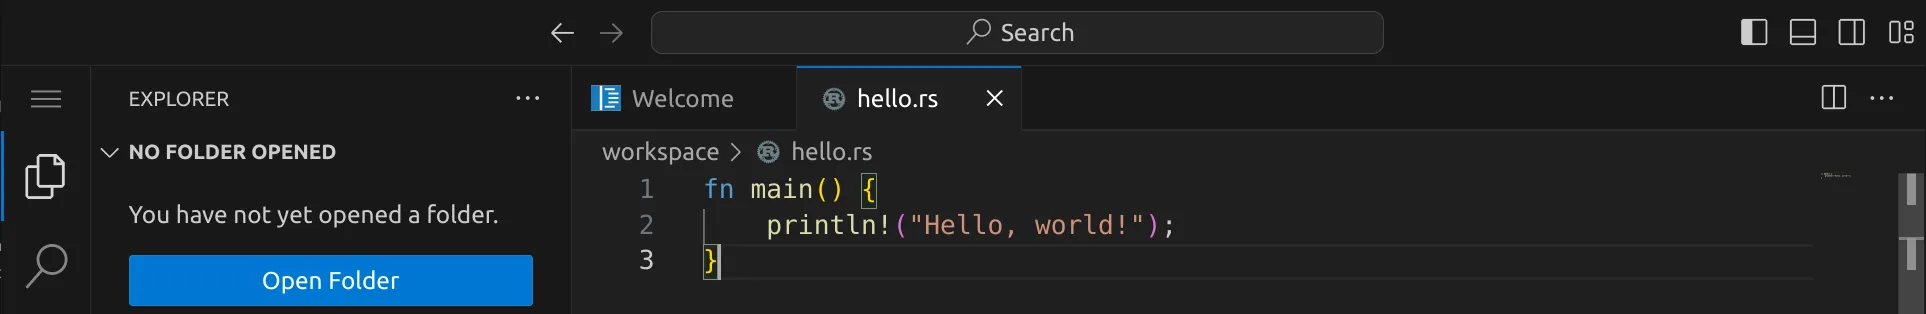 Search
EXPLORER
NO FOLDER OPENED
You have not yet opened a folder.
Open Folder
Welcome
hello.rs
workspace > hello.rs
1 fn main() {
2     println!("Hello, world!");
3 }